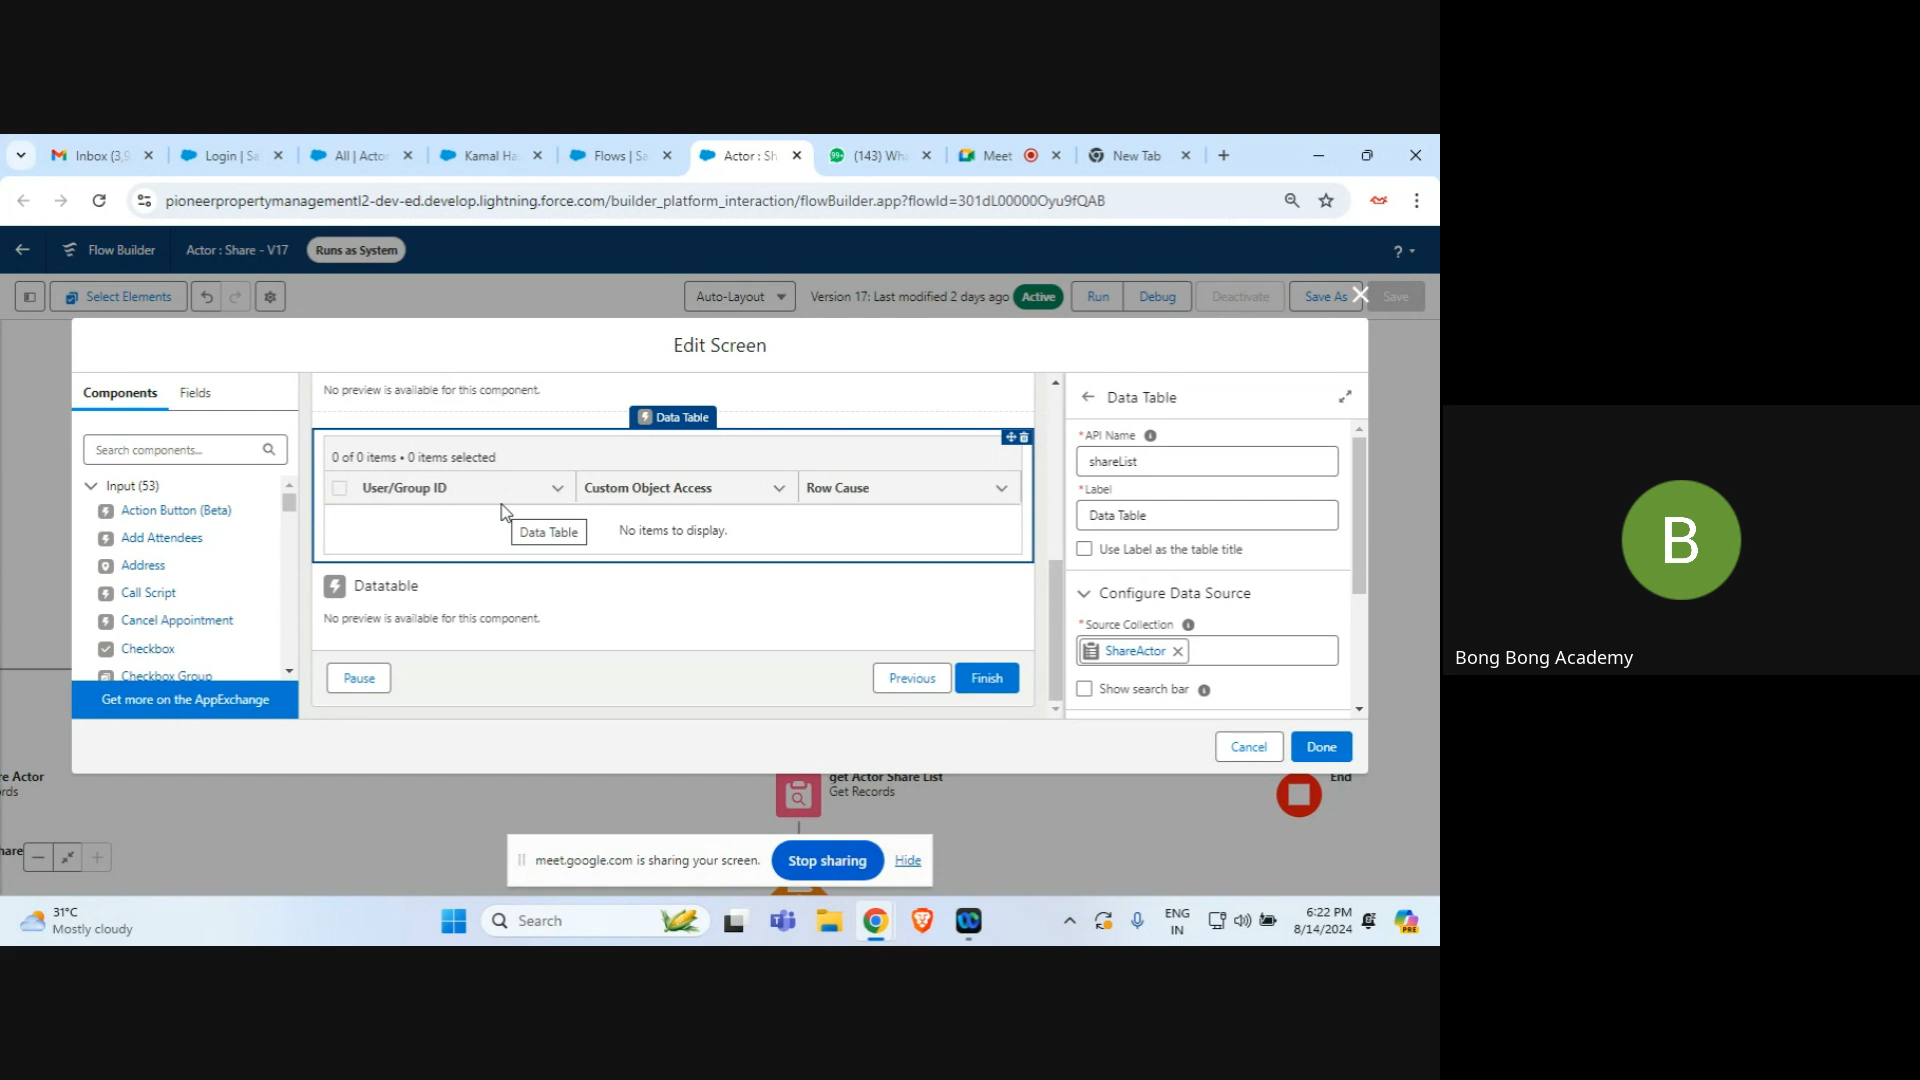 Inbox (3,9
Login | Sa
All | Acto
Kamal Ha
Flows | Sa
Actor : Sh
99+
(143) Wh
Meet
New Tab
pioneerpropertymanagementl2-dev-ed.develop.lightning.force.com/builder_platform_interaction/flowBuilder.app?flowId=301dL00000Oyu9fQAB
Flow Builder
Actor : Share - V17
Runs as System
?
Select Elements
Auto-Layout
Version 17: Last modified 2 days ago
Active
Run
Debug
Deactivate
Save As
Save
Edit Screen
Components
Fields
Search components...
Input (53)
Action Button (Beta)
Add Attendees
Address
Call Script
Cancel Appointment
Checkbox
Checkbox Group
Get more on the AppExchange
No preview is available for this component.
Data Table
0 of 0 items • 0 items selected
User/Group ID
Custom Object Access
Row Cause
Data Table
No items to display.
Datatable
No preview is available for this component.
Pause
Previous
Finish
Data Table
*API Name
shareList
*Label
Data Table
Use Label as the table title
Configure Data Source
*Source Collection
ShareActor
Show search bar
Cancel
Done
re Actor
rds
hare
get Actor Share List
Get Records
End
meet.google.com is sharing your screen.
Stop sharing
Hide
31°C
Mostly cloudy
Search
ENG
IN
6:22 PM
8/14/2024
PRE
B
Bong Bong Academy